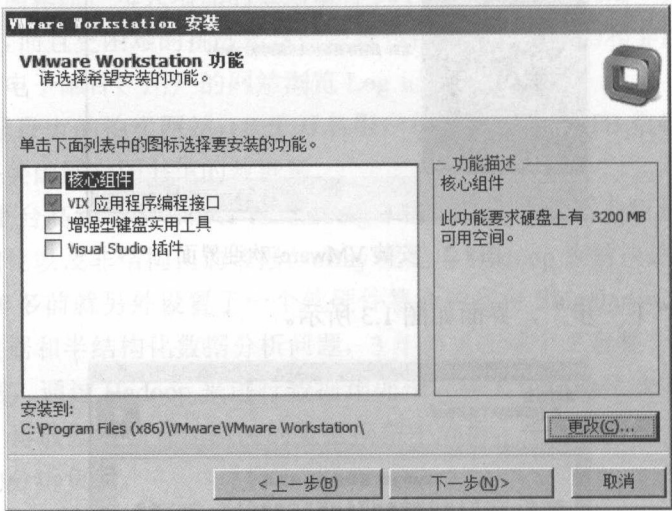 VMware Workstation 安装
VMware Workstation 功能
请选择希望安装的功能。
单击下面列表中的图标选择要安装的功能。
核心组件
VIX 应用程序编程接口
增强型键盘实用工具
Visual Studio 插件
功能描述
核心组件
此功能要求硬盘上有 3200 MB
可用空间。
安装到:
C:\Program Files (x86)\VMware\VMware Workstation\
更改(C)...
<上一步(B)
下一步(N)>
取消